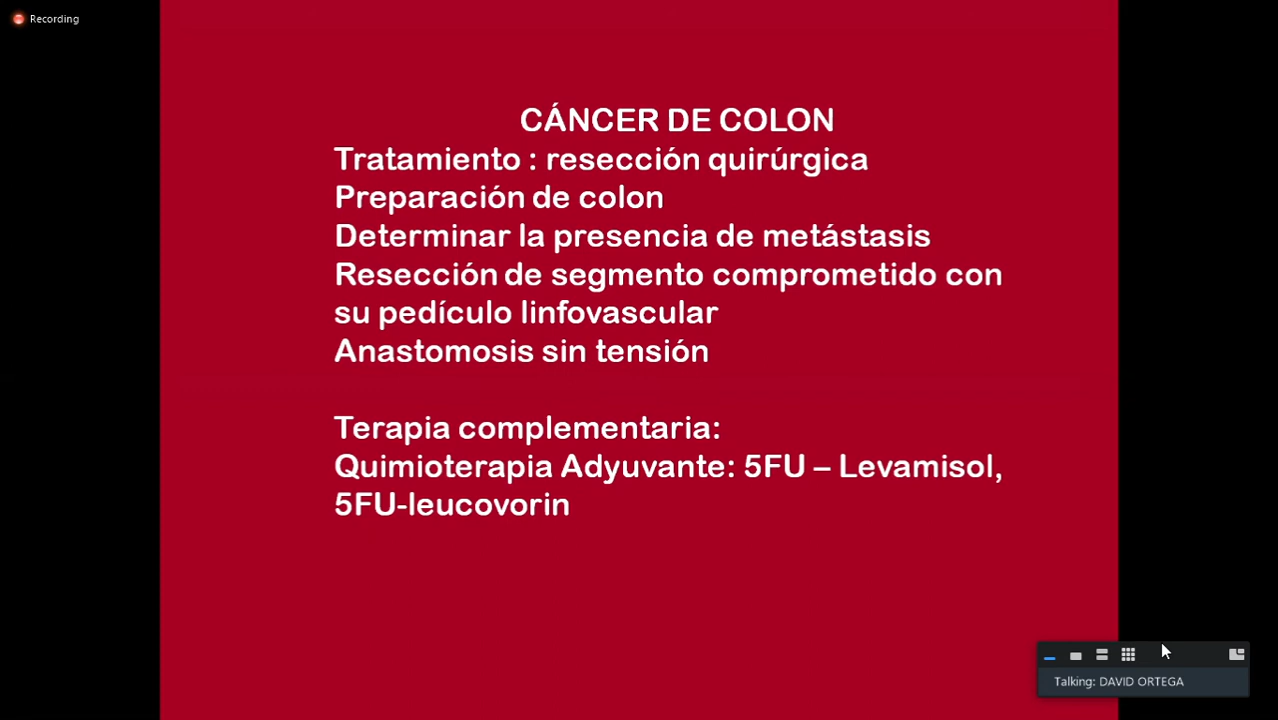 Recording
CÁNCER DE COLON
Tratamiento : resección quirúrgica
Preparación de colon
Determinar la presencia de metástasis
Resección de segmento comprometido con
su pedículo linfovascular
Anastomosis sin tensión
Terapia complementaria:
Quimioterapia Adyuvante: 5FU – Levamisol,
5FU-leucovorin
Talking: DAVID ORTEGA